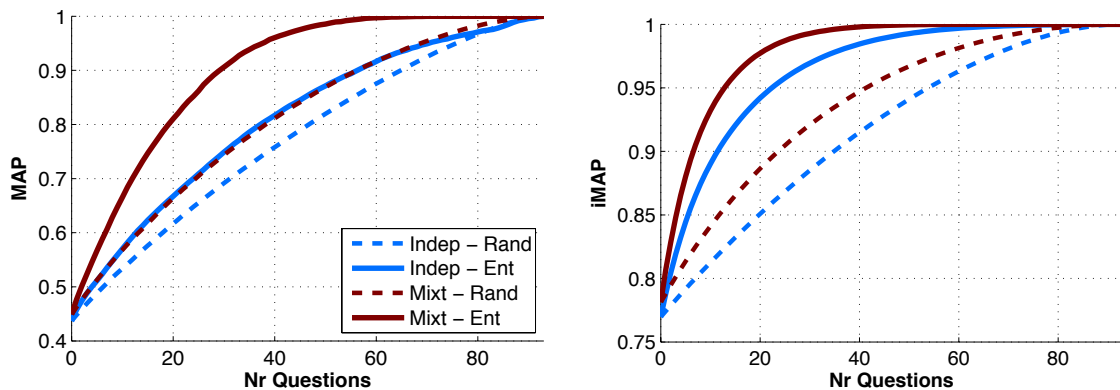 1
0.9
0.8
0.7
0.6
0.5
0.4
MAP
0 20 40 60 80
Nr Questions
Indep – Rand
Indep – Ent
Mixt – Rand
Mixt – Ent
1
0.95
0.9
0.85
0.8
0.75
iMAP
0 20 40 60 80
Nr Questions